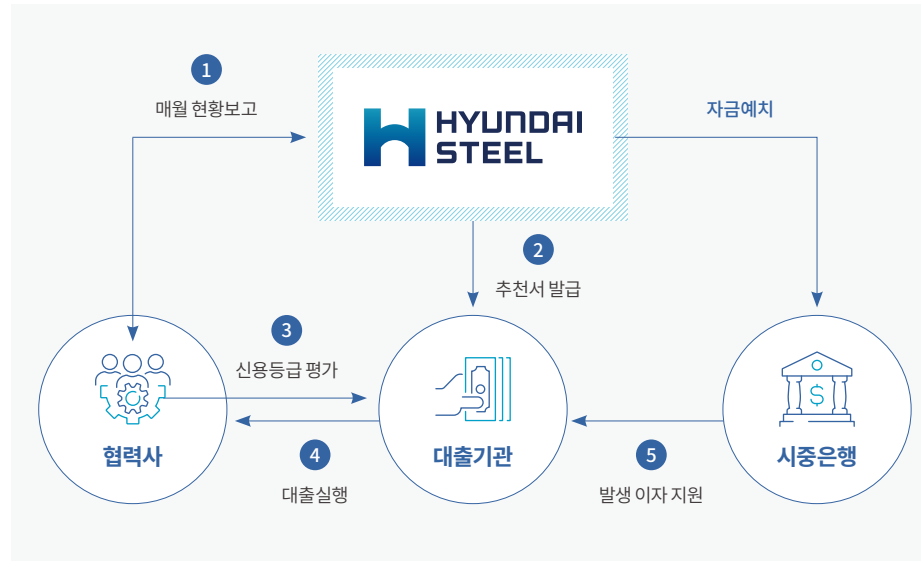 1
매월 현황보고
HYUNDAI
STEEL
자금예치
2
추천서 발급
3
신용등급 평가
협력사
대출기관
시중은행
4
대출실행
5
발생 이자 지원
$